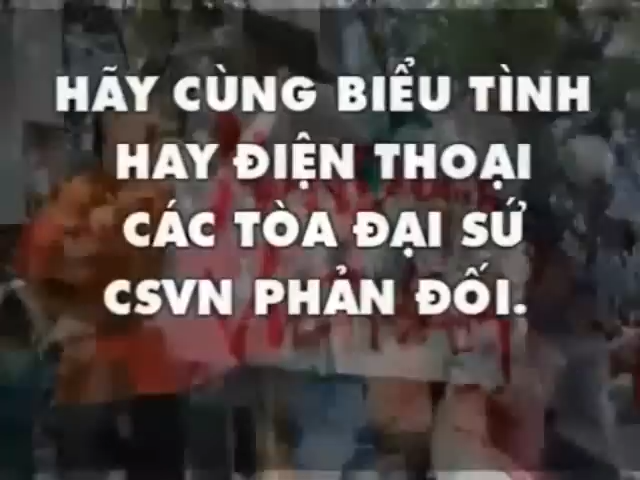 HÃY CÙNG BIỂU TÌNH
HAY ĐIỆN THOẠI
CÁC TÒA ĐẠI SỨ
CSVN PHẢN ĐỐI.